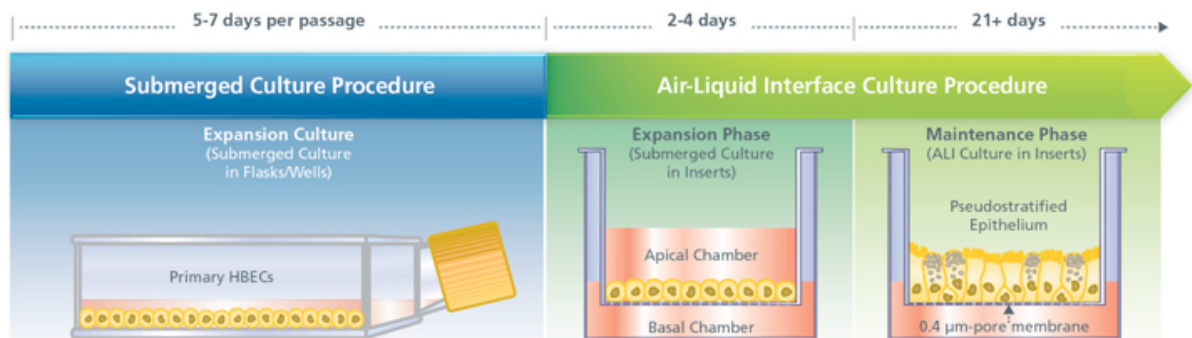 5-7 days per passage
2-4 days
21+ days
Submerged Culture Procedure
Air-Liquid Interface Culture Procedure
Expansion Culture
(Submerged Culture
in Flasks/Wells)
Expansion Phase
(Submerged Culture
in Inserts)
Maintenance Phase
(ALI Culture in Inserts)
Primary HBECs
Apical Chamber
Basal Chamber
Pseudostratified
Epithelium
0.4 µm-pore membrane